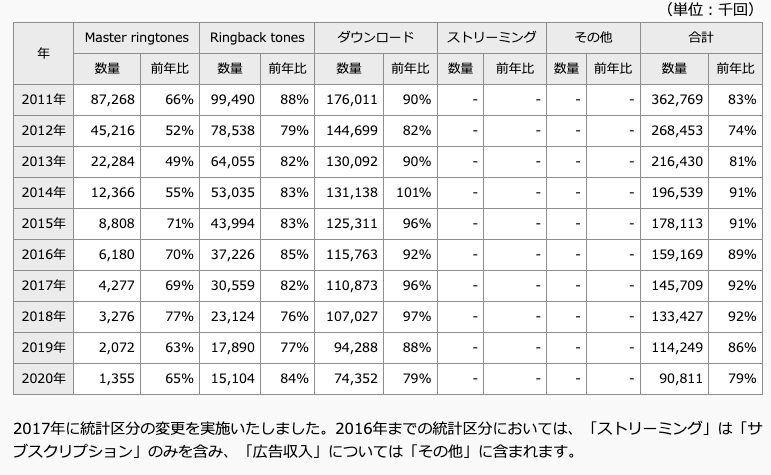 （単位：千回）
年 Master ringtones Ringback tones ダウンロード ストリーミング その他 合計
数量 前年比 数量 前年比 数量 前年比 数量 前年比 数量 前年比 数量 前年比
2011年 87,268 66% 99,490 88% 176,011 90% - - - - 362,769 83%
2012年 45,216 52% 78,538 79% 144,699 82% - - - - 268,453 74%
2013年 22,284 49% 64,055 82% 130,092 90% - - - - 216,430 81%
2014年 12,366 55% 53,035 83% 131,138 101% - - - - 196,539 91%
2015年 8,808 71% 43,994 83% 125,311 96% - - - - 178,113 91%
2016年 6,180 70% 37,226 85% 115,763 92% - - - - 159,169 89%
2017年 4,277 69% 30,559 82% 110,873 96% - - - - 145,709 92%
2018年 3,276 77% 23,124 76% 107,027 97% - - - - 133,427 92%
2019年 2,072 63% 17,890 77% 94,288 88% - - - - 114,249 86%
2020年 1,355 65% 15,104 84% 74,352 79% - - - - 90,811 79%
2017年に統計区分の変更を実施いたしました。2016年までの統計区分においては、「ストリーミング」は「サ
ブスクリプション」のみを含み、「広告収入」については「その他」に含まれます。